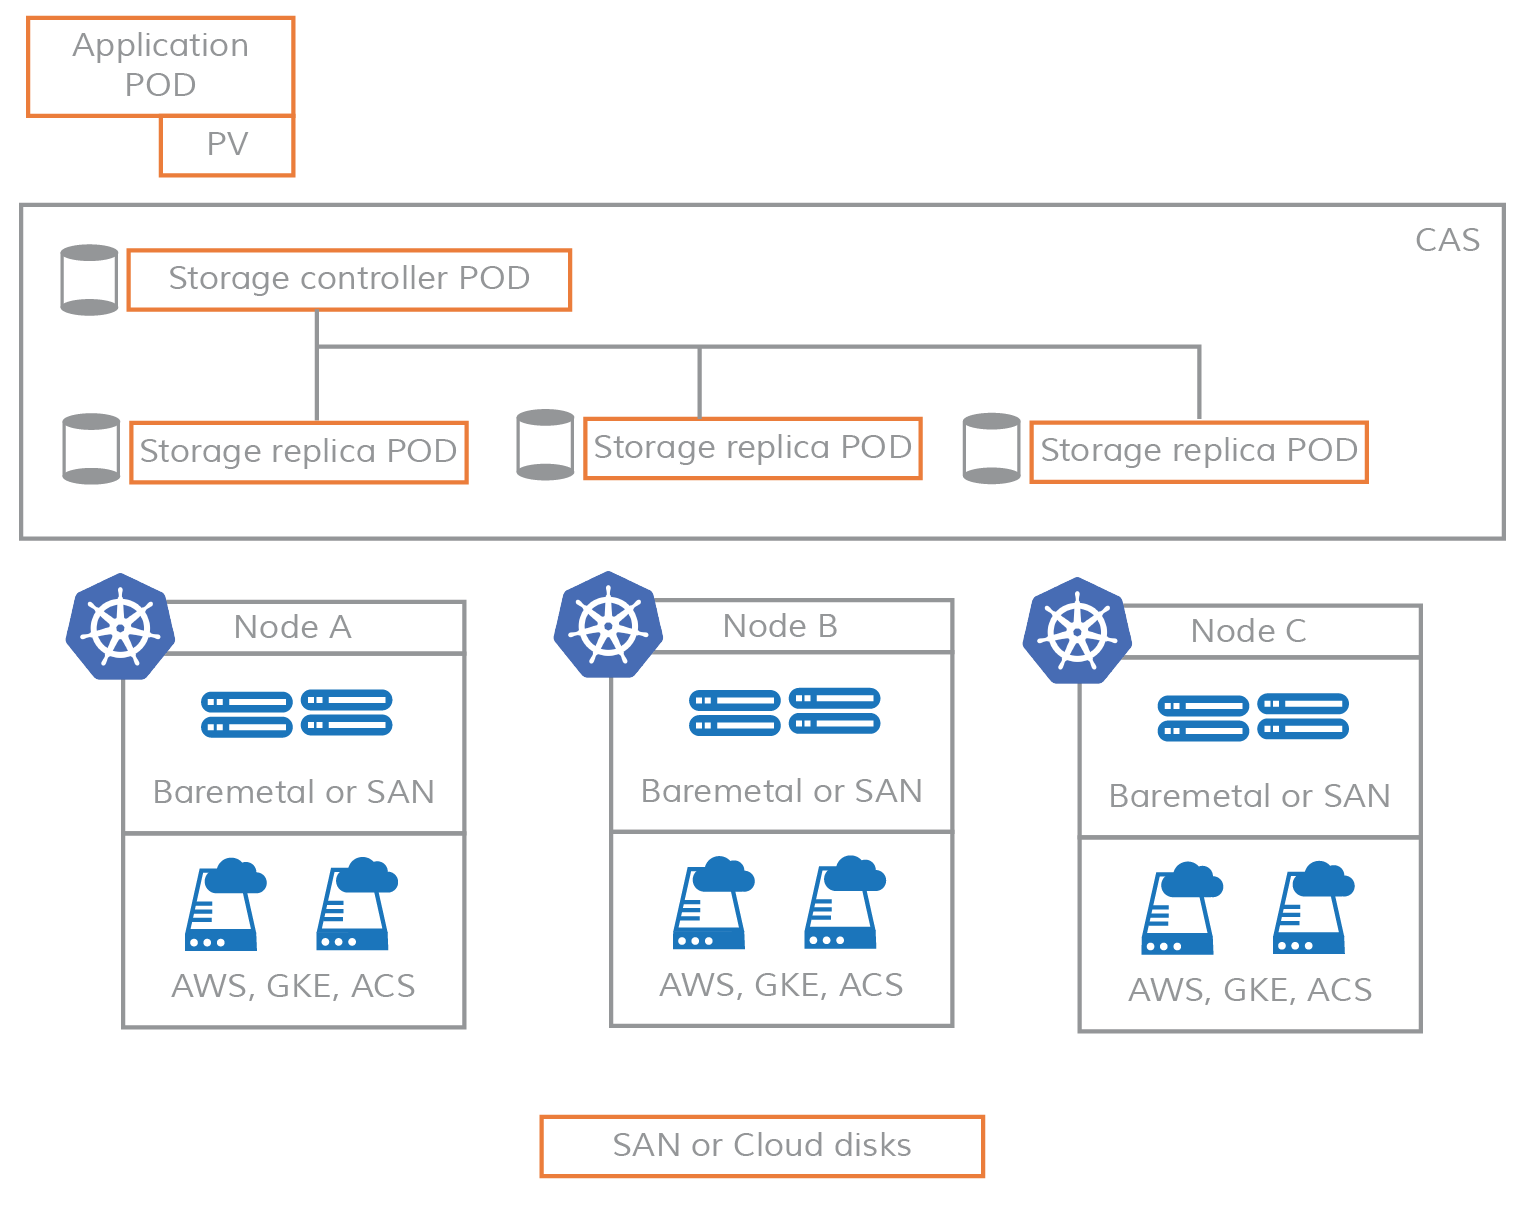 Application
POD
PV
CAS
Storage controller POD
Storage replica POD
Storage replica POD
Storage replica POD
Node A
Node B
Node C
Baremetal or SAN
Baremetal or SAN
Baremetal or SAN
AWS, GKE, ACS
AWS, GKE, ACS
AWS, GKE, ACS
SAN or Cloud disks